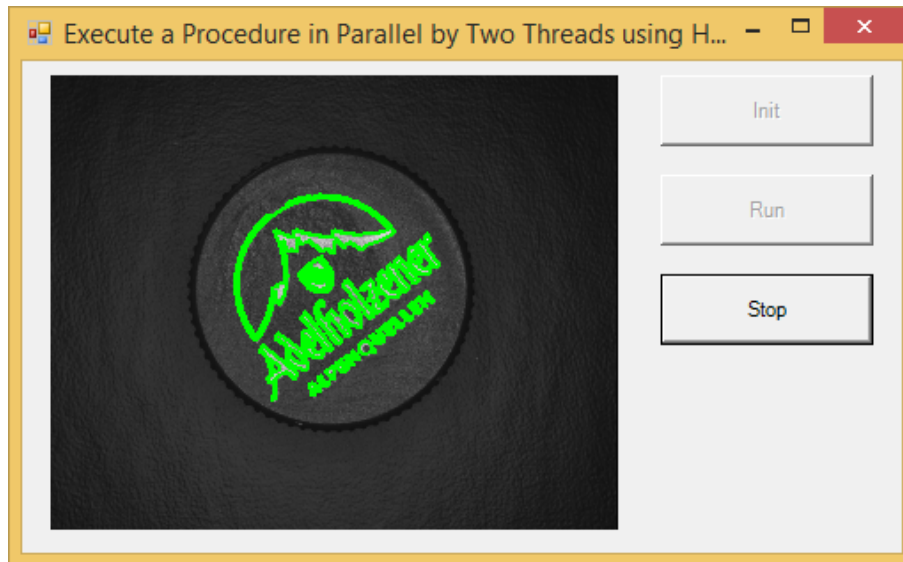 Execute a Procedure in Parallel by Two Threads using H...
Init
Run
Stop
Adelholzener
ALPENQUELLEN